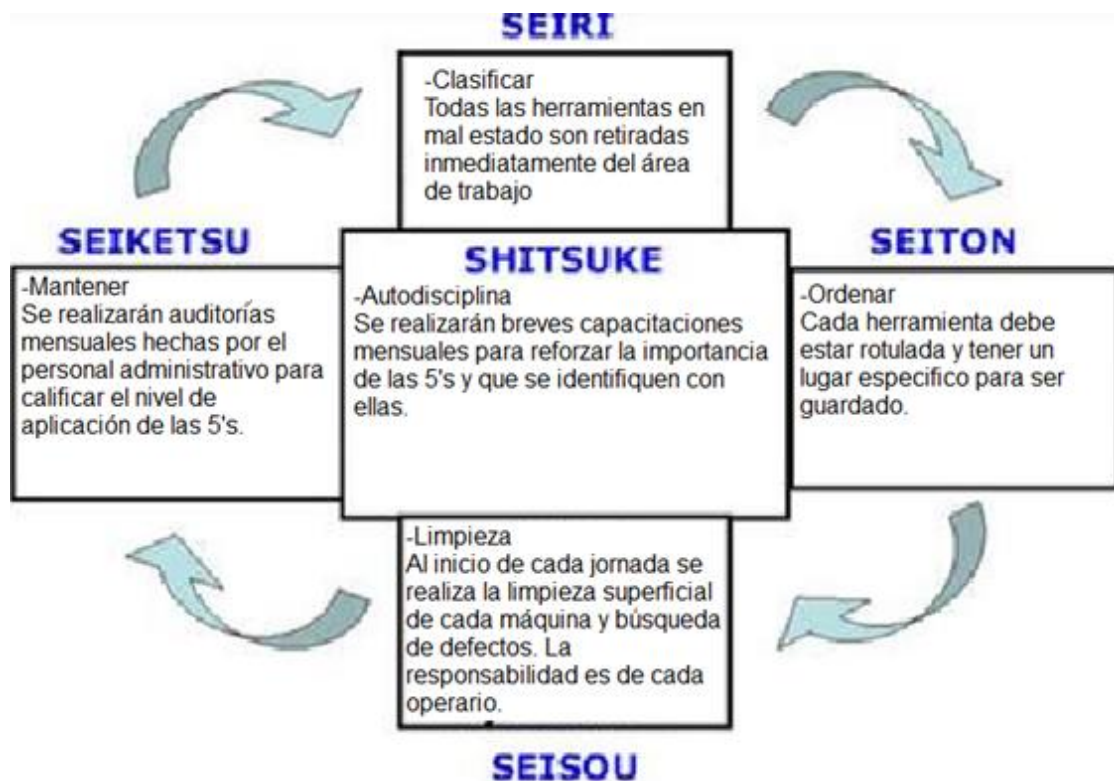 SEIRI
-Clasificar
Todas las herramientas en
mal estado son retiradas
inmediatamente del área
de trabajo
SEIKETSU
-Mantener
Se realizarán auditorías
mensuales hechas por el
personal administrativo para
calificar el nivel de
aplicación de las 5's.
SHITSUKE
-Autodisciplina
Se realizarán breves capacitaciones
mensuales para reforzar la importancia
de las 5's y que se identifiquen con
ellas.
SEITON
-Ordenar
Cada herramienta debe
estar rotulada y tener un
lugar especifico para ser
guardado.
-Limpieza
Al inicio de cada jornada se
realiza la limpieza superficial
de cada máquina y búsqueda
de defectos. La
responsabilidad es de cada
operario.
SEISOU